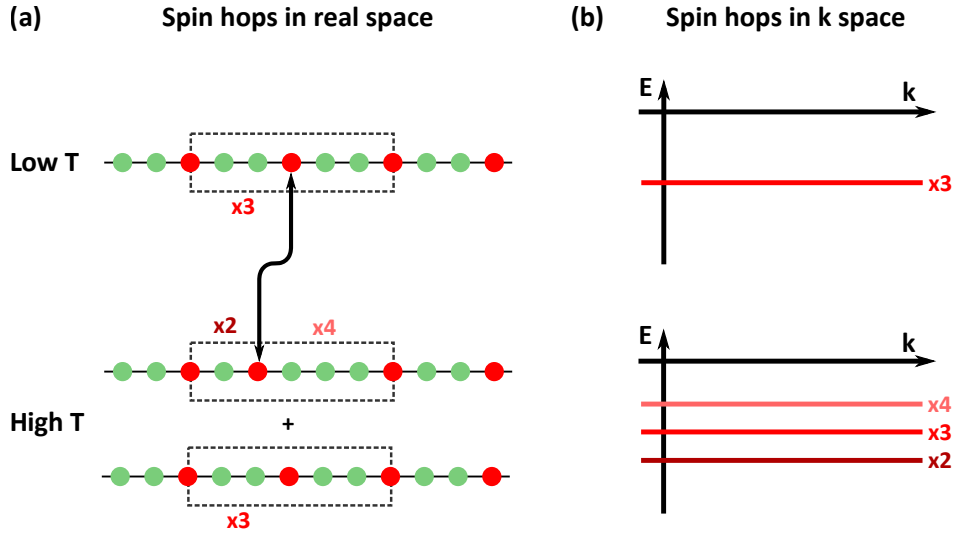 (a) Spin hops in real space
(b) Spin hops in k space
Low T
x3
E
k
x3
x2
x4
High T
+
x3
E
k
x4
x3
x2